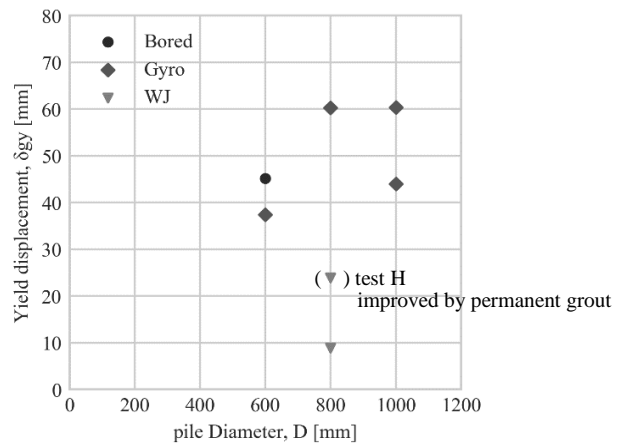 80
70
60
50
40
30
20
10
0
Yield displacement, δgy [mm]
Bored
Gyro
WJ
( ) test H
improved by permanent grout
0 200 400 600 800 1000 1200
pile Diameter, D [mm]